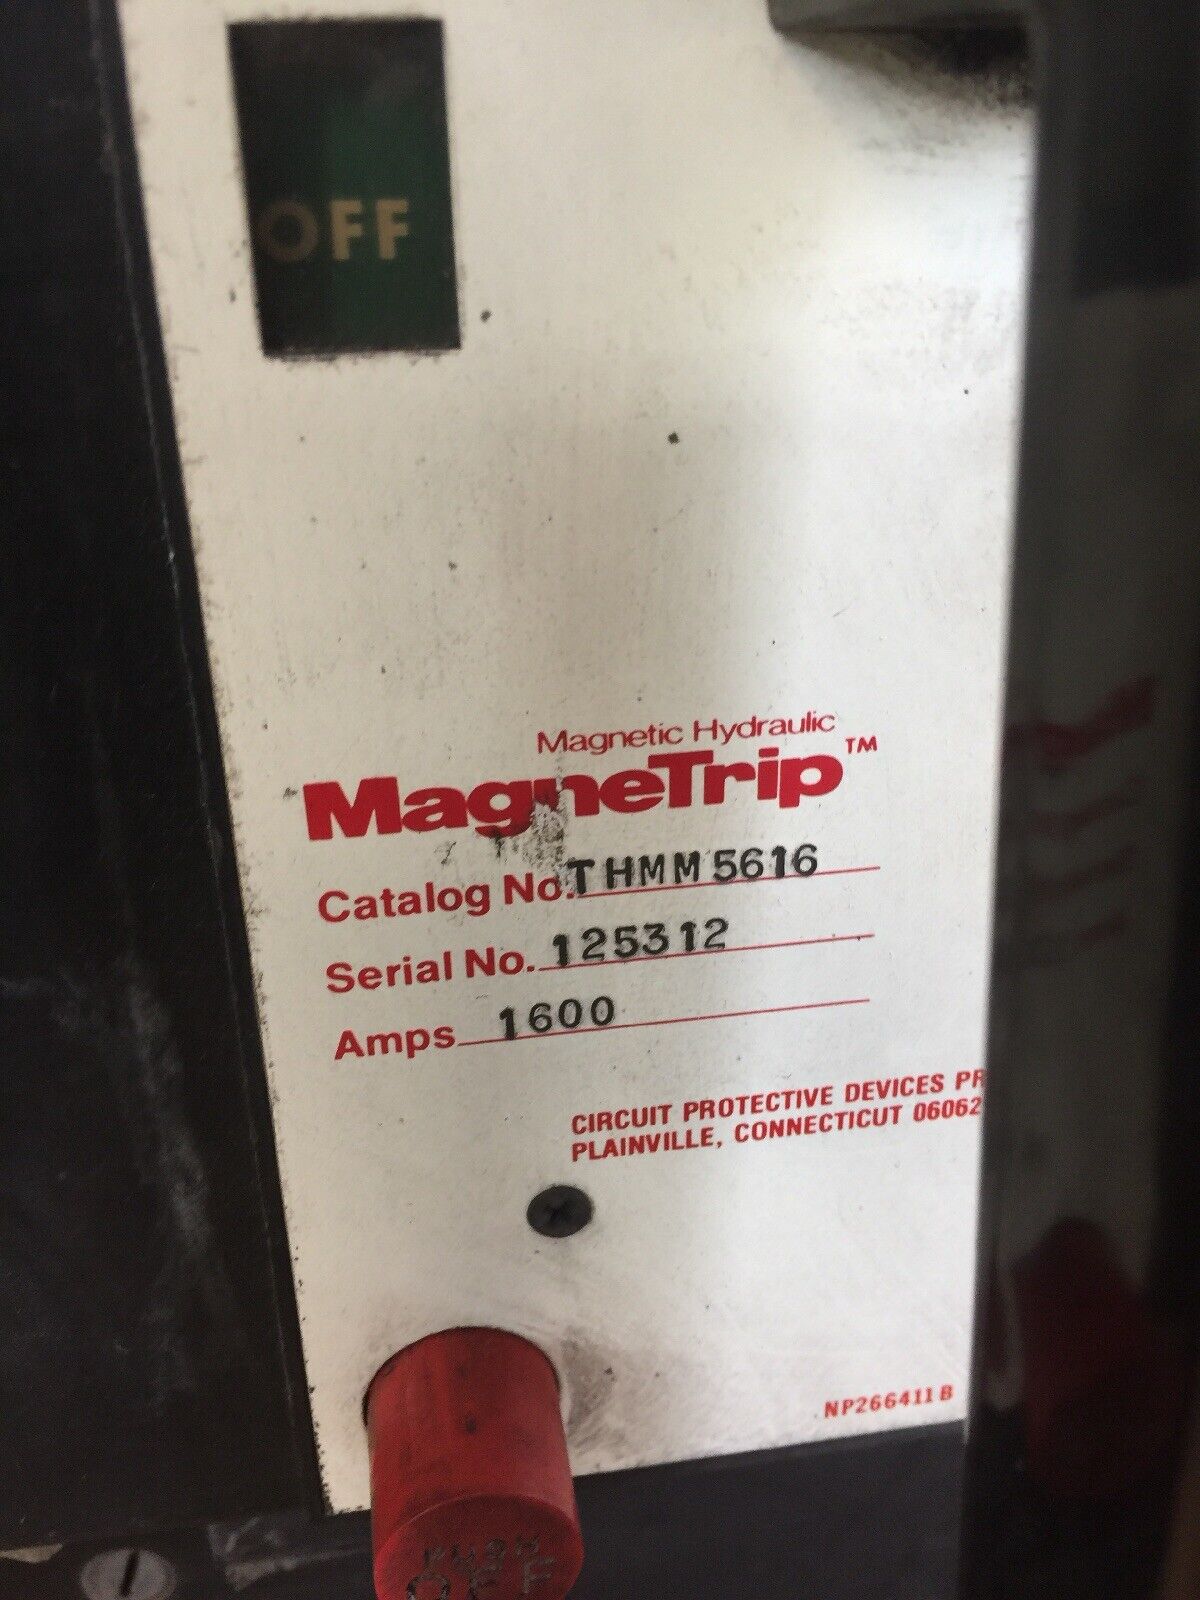 OFF
Magnetic Hydraulic
MagneTrip™
Catalog No. THMM5616
Serial No. 125312
Amps 1600
CIRCUIT PROTECTIVE DEVICES PR
PLAINVILLE, CONNECTICUT 06062
NP266411 B
PUSH
OFF